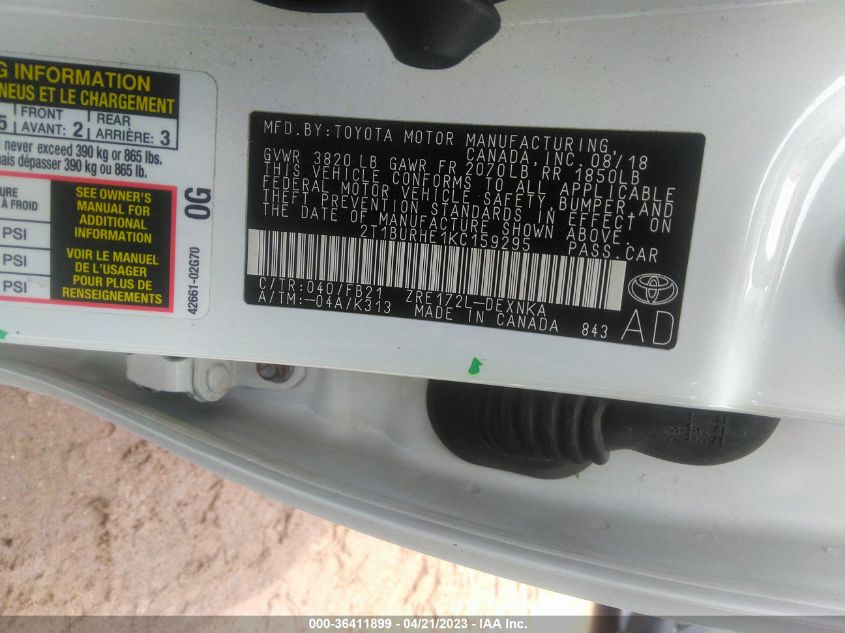 G INFORMATION
NEUS ET LE CHARGEMENT
5 FRONT AVANT: 2 REAR ARRIÈRE: 3
never exceed 390 kg or 865 lbs.
mais dépasser 390 kg ou 865 lb.
SEE OWNER'S
MANUAL FOR
ADDITIONAL
INFORMATION
VOIR LE MANUEL
DE L'USAGER
POUR PLUS DE
RENSEIGNEMENTS
URE
À FROID
PSI
PSI
PSI
0G
42661-02G70
MFD.BY:TOYOTA MOTOR MANUFACTURING,
CANADA, INC. 08/18
GVWR 3820 LB GAWR FR 2070LB RR 1850LB
THIS VEHICLE CONFORMS TO ALL APPLICABLE
FEDERAL MOTOR VEHICLE SAFETY, BUMPER, AND
THEFT PREVENTION STANDARDS IN EFFECT ON
THE DATE OF MANUFACTURE SHOWN ABOVE.
2T1BURHE1KC159295 PASS.CAR
C/TR:040/FB21 ZRE172L-DEXNKA
A/TM:-04A/K313 MADE IN CANADA 843
TOYOTA
AD
000-36411899 - 04/21/2023 - IAA Inc.